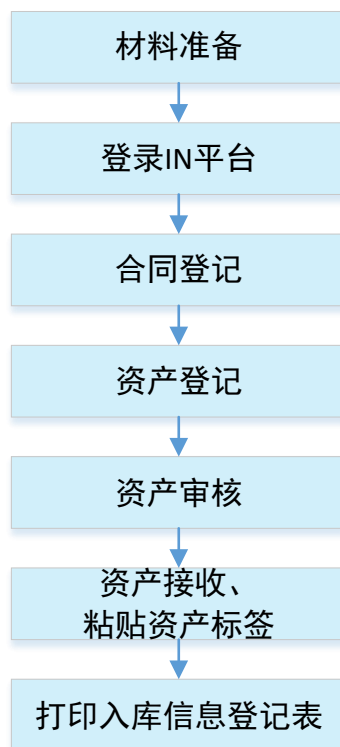 材料准备
登录IN平台
合同登记
资产登记
资产审核
资产接收、
粘贴资产标签
打印入库信息登记表